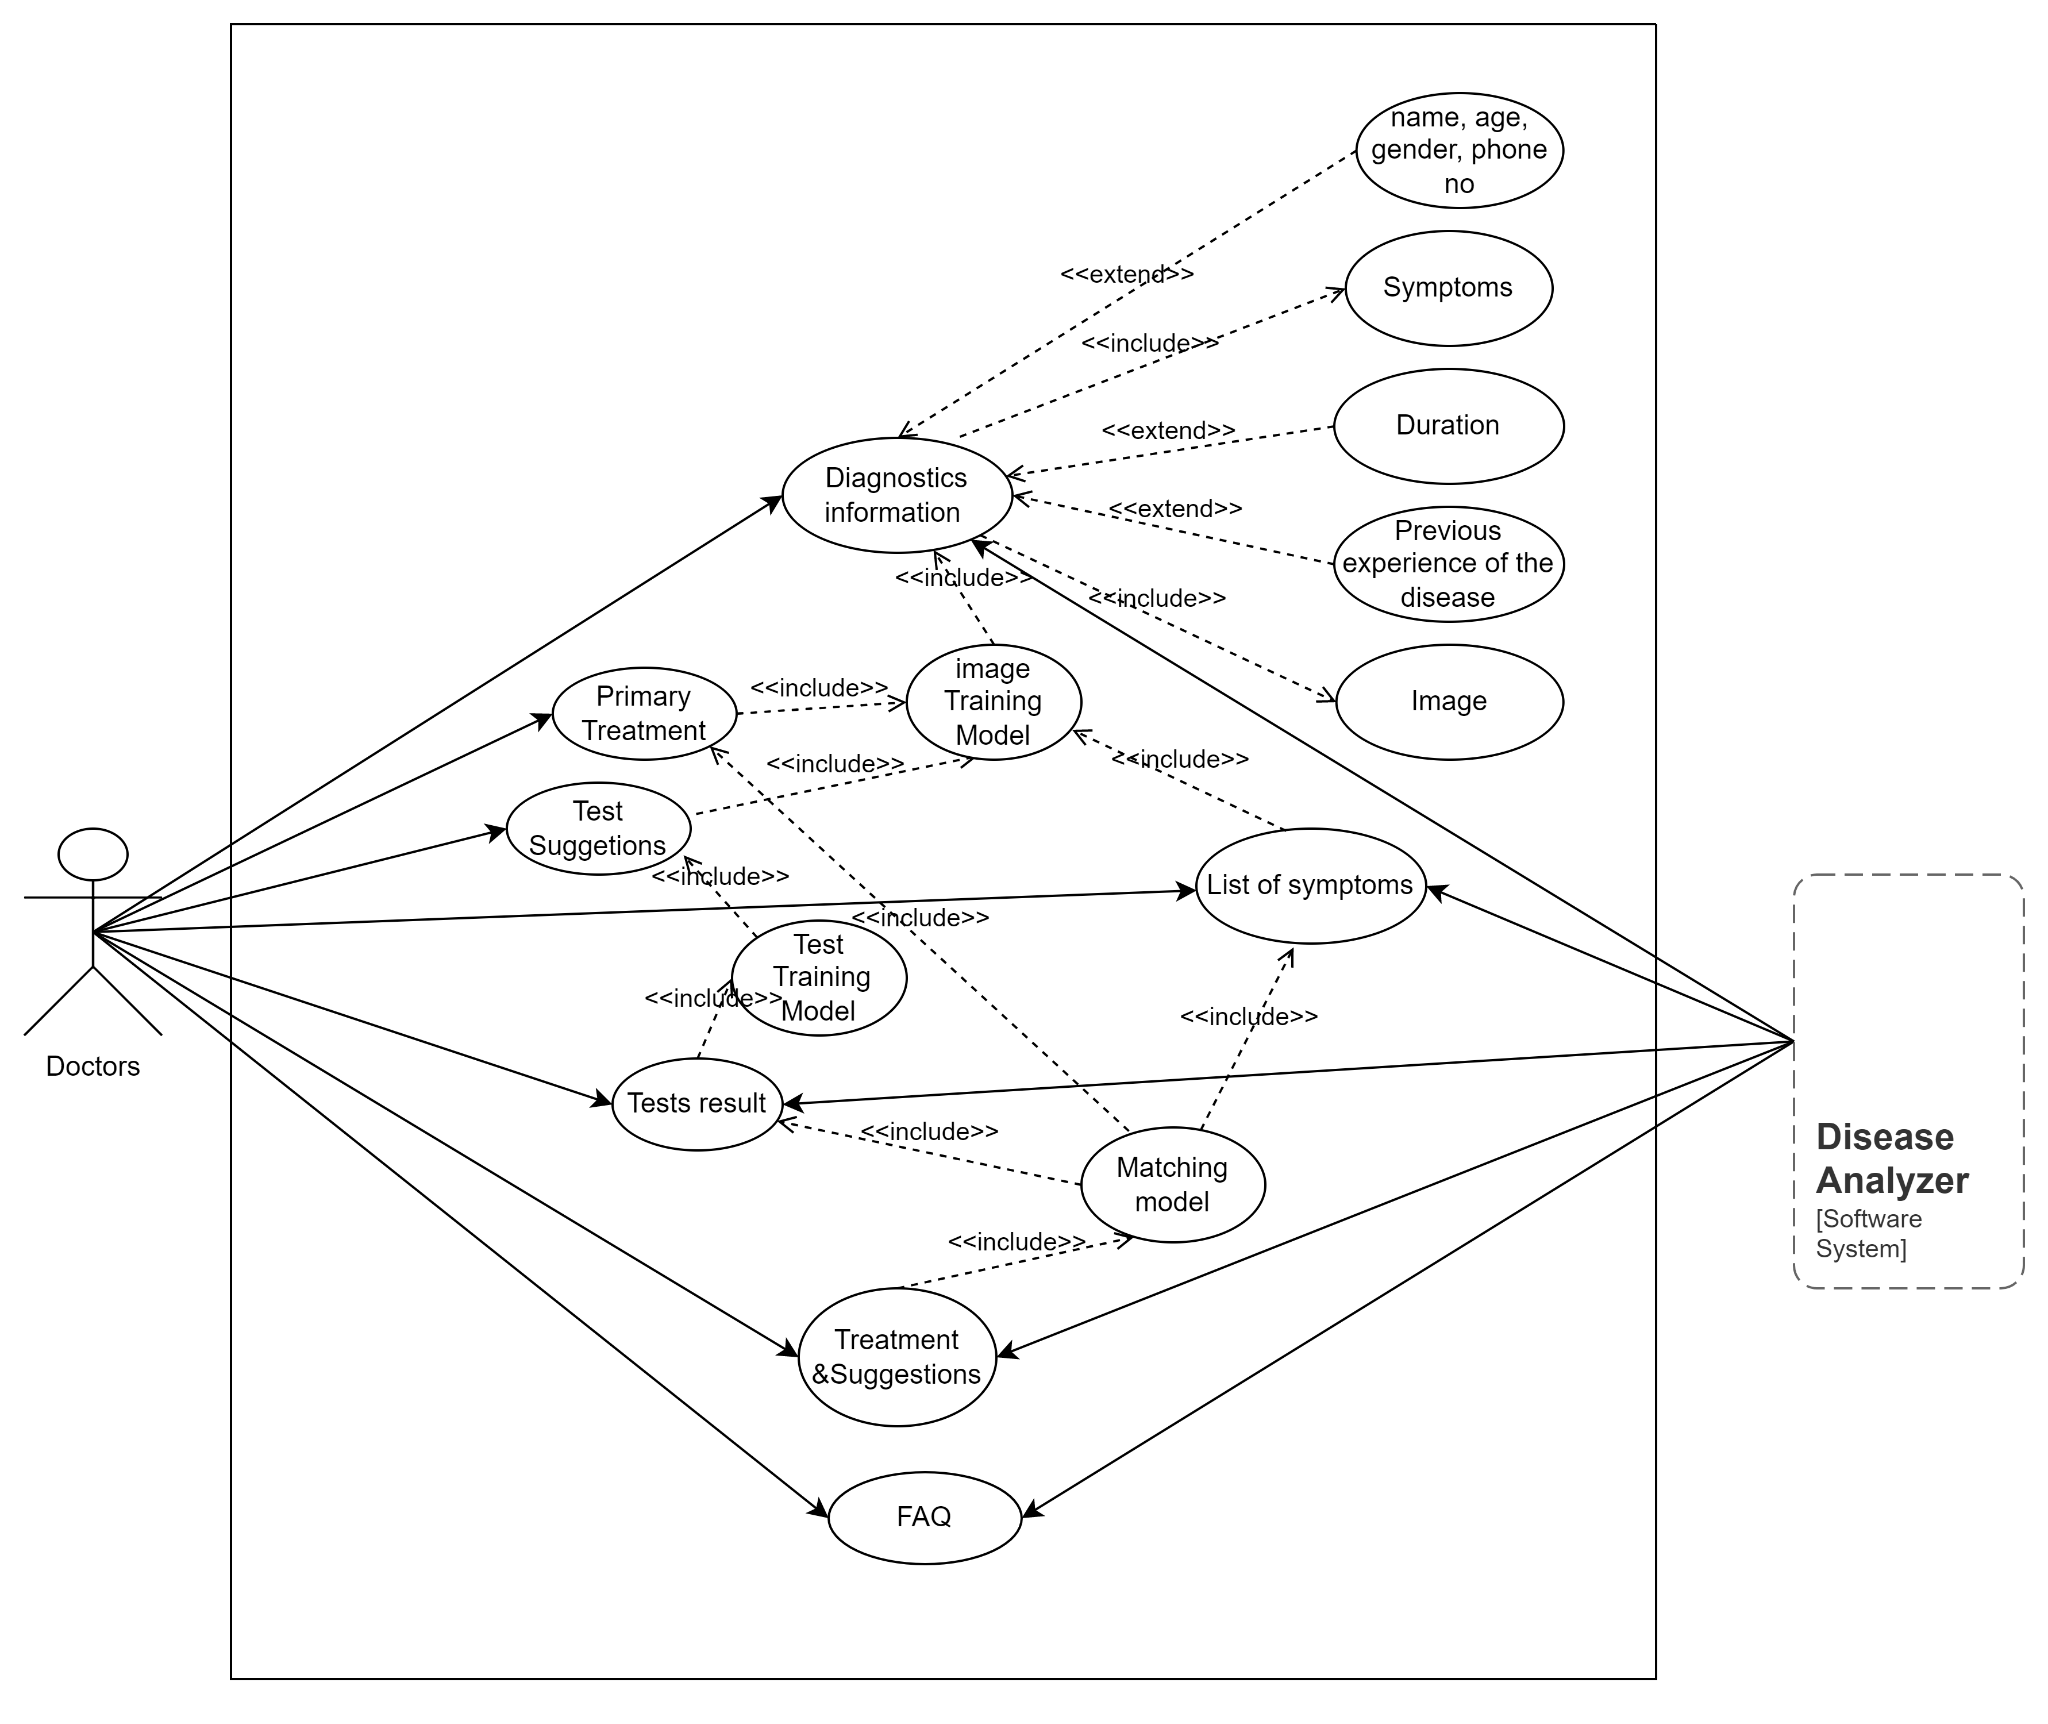 name, age,
gender, phone
no
<<extend>>
Symptoms
<<include>>
Duration
<<extend>>
Diagnostics
information
<<extend>>
Previous
experience of the
disease
<<include>>
<<include>>
Image
image
Training
Model
Primary
Treatment
<<include>>
<<include>>
<<include>>
Test
Suggetions
<<include>>
List of symptoms
<<include>>
Test
Training
Model
<<include>>
<<include>>
Doctors
Tests result
<<include>>
Matching
model
Disease
Analyzer
[Software
System]
<<include>>
Treatment
&Suggestions
FAQ